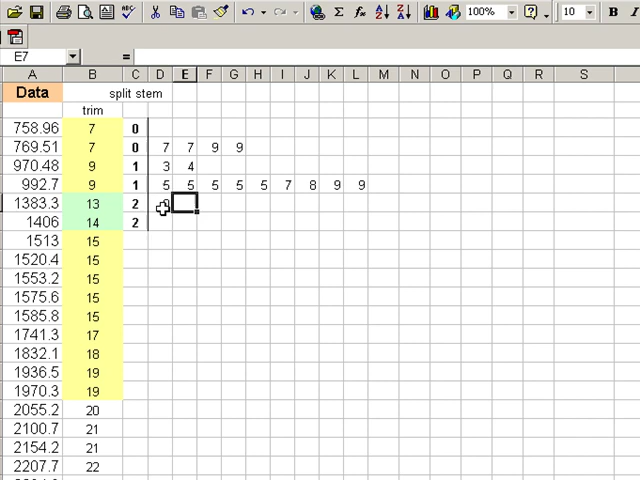 100% 10 B I
E7 =
A B C D E F G H I J K L M N O P Q R S
Data split stem
trim
758.96 7 0
769.51 7 0 7 7 9 9
970.48 9 1 3 4
992.7 9 1 5 5 5 5 5 7 8 9 9
1383.3 13 2
1406 14 2
1513 15
1520.4 15
1553.2 15
1575.6 15
1585.8 15
1741.3 17
1832.1 18
1936.5 19
1970.3 19
2055.2 20
2100.7 21
2154.2 21
2207.7 22